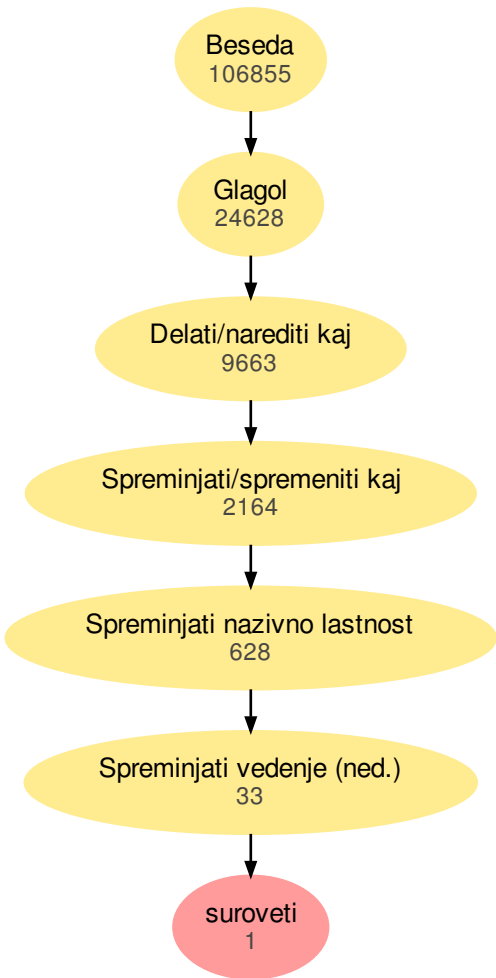 Beseda
106855
Glagol
24628
Delati/narediti kaj
9663
Spreminjati/spremeniti kaj
2164
Spreminjati nazivno lastnost
628
Spreminjati vedenje (ned.)
33
suroveti
1